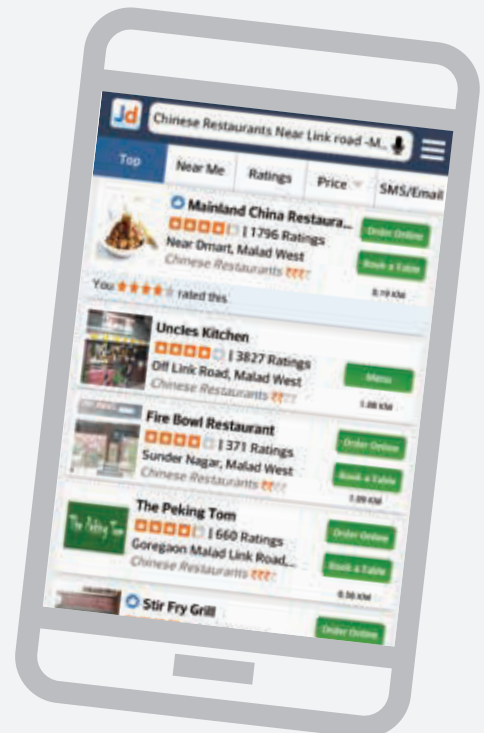 Jd
Chinese Restaurants Near Link road -M..
Top
Near Me
Ratings
Price
SMS/Email
Mainland China Restaura...
| 1796 Ratings
Near Dmart, Malad West
Chinese Restaurants ₹₹₹₹
Order Online
Book a Table
You ★★★★★ rated this
Uncles Kitchen
| 3827 Ratings
Off Link Road, Malad West
Chinese Restaurants ₹₹₹₹
Menu
Fire Bowl Restaurant
| 371 Ratings
Sunder Nagar, Malad West
Chinese Restaurants ₹₹₹₹
Order Online
Book a Table
The Peking Tom
The Peking Tom
| 660 Ratings
Goregaon Malad Link Road,...
Chinese Restaurants ₹₹₹₹
Order Online
Book a Table
Stir Fry Grill
Order Online